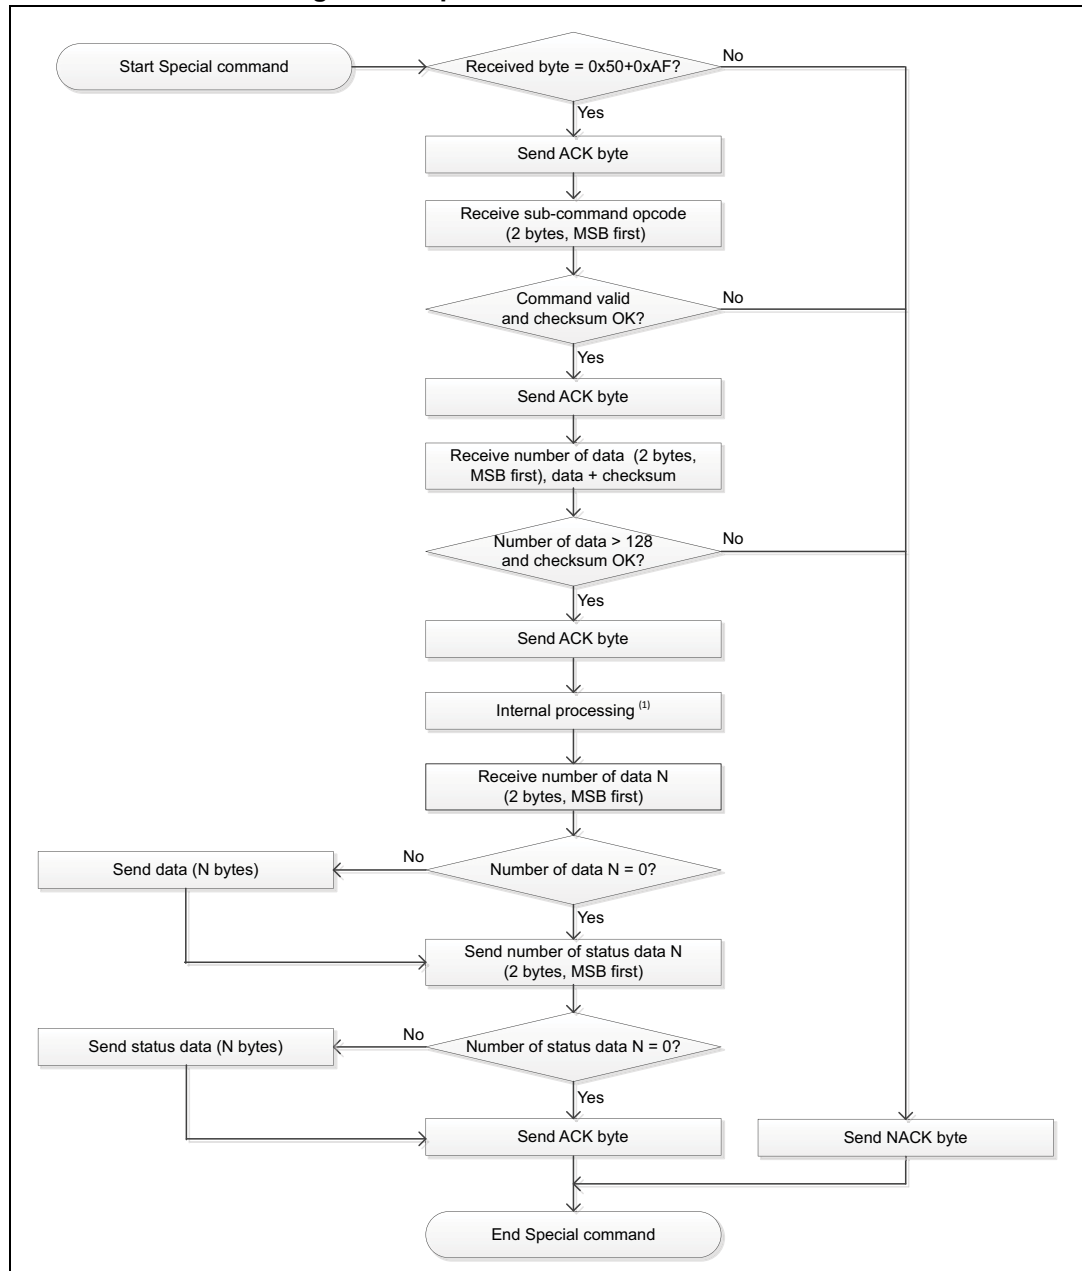 Start Special command
Received byte = 0x50+0xAF?
No
Yes
Send ACK byte
Receive sub-command opcode
(2 bytes, MSB first)
Command valid
and checksum OK?
No
Yes
Send ACK byte
Receive number of data (2 bytes,
MSB first), data + checksum
Number of data > 128
and checksum OK?
No
Yes
Send ACK byte
Internal processing (1)
Receive number of data N
(2 bytes, MSB first)
Number of data N = 0?
No
Send data (N bytes)
Yes
Send number of status data N
(2 bytes, MSB first)
Number of status data N = 0?
No
Send status data (N bytes)
Yes
Send ACK byte
Send NACK byte
End Special command